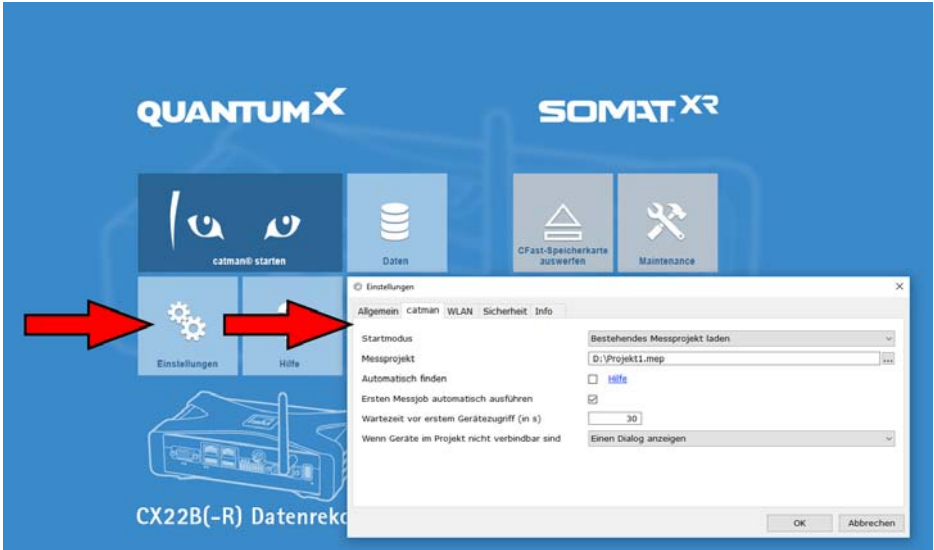 QUANTUMX
SOMAT XR
catman® starten
Daten
CFast-Speicherkarte
auswerfen
Maintenance
Einstellungen
Hilfe
CX22B(-R)
Einstellungen
Allgemein catman WLAN Sicherheit Info
Startmodus Bestehendes Messprojekt laden
Messprojekt D:\Projekt1.mep ...
Automatisch finden Hilfe
Ersten Messjob automatisch ausführen
Wartezeit vor erstem Gerätezugriff (in s) 30
Wenn Geräte im Projekt nicht verbindbar sind Einen Dialog anzeigen
OK Abbrechen